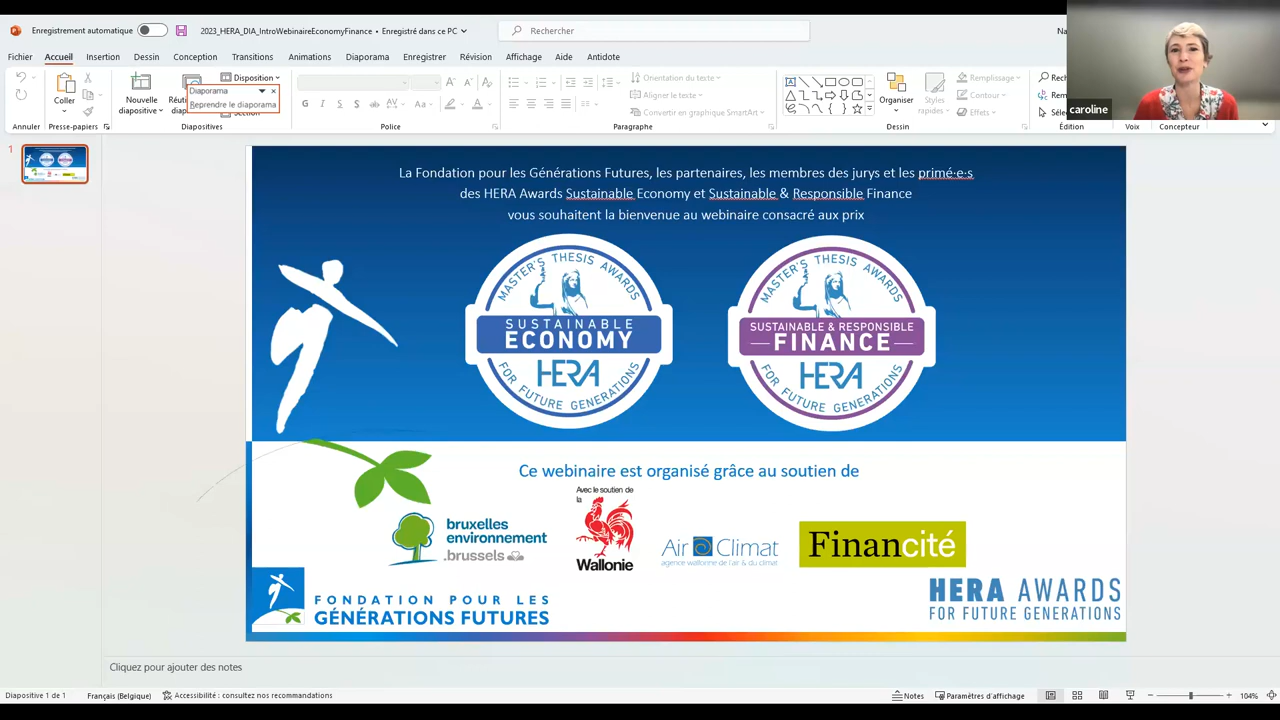 Enregistrement automatique
2023_HERA_DIA_IntroWebinaireEconomyFinance • Enregistré dans ce PC
Rechercher
caroline
Fichier Accueil Insertion Dessin Conception Transitions Animations Diaporama Enregistrer Révision Affichage Aide Antidote
Coller
Nouvelle
diapositive
Disposition
Diaporama
Reprendre le diaporama
Section
Orientation du texte
Aligner le texte
Convertir en graphique SmartArt
Organiser
Styles
rapides
Remplissage
Contour
Effets
Annuler Presse-papiers Diapositives Police Paragraphe Dessin Édition Voix Concepteur
1
La Fondation pour les Générations Futures, les partenaires, les membres des jurys et les primé·e·s
des HERA Awards Sustainable Economy et Sustainable & Responsible Finance
vous souhaitent la bienvenue au webinaire consacré aux prix
MASTER'S THESIS AWARDS
SUSTAINABLE
ECONOMY
HERA
FOR FUTURE GENERATIONS
MASTER'S THESIS AWARDS
SUSTAINABLE & RESPONSIBLE
FINANCE
HERA
FOR FUTURE GENERATIONS
Ce webinaire est organisé grâce au soutien de
bruxelles
environnement
.brussels
Avec le soutien de
la
Wallonie
Air Climat
agence wallonne de l'air & du climat
Financité
FONDATION POUR LES
GÉNÉRATIONS FUTURES
HERA AWARDS
FOR FUTURE GENERATIONS
Cliquez pour ajouter des notes
Diapositive 1 de 1 Français (Belgique) Accessibilité : consultez nos recommandations Notes Paramètres d'affichage 104%